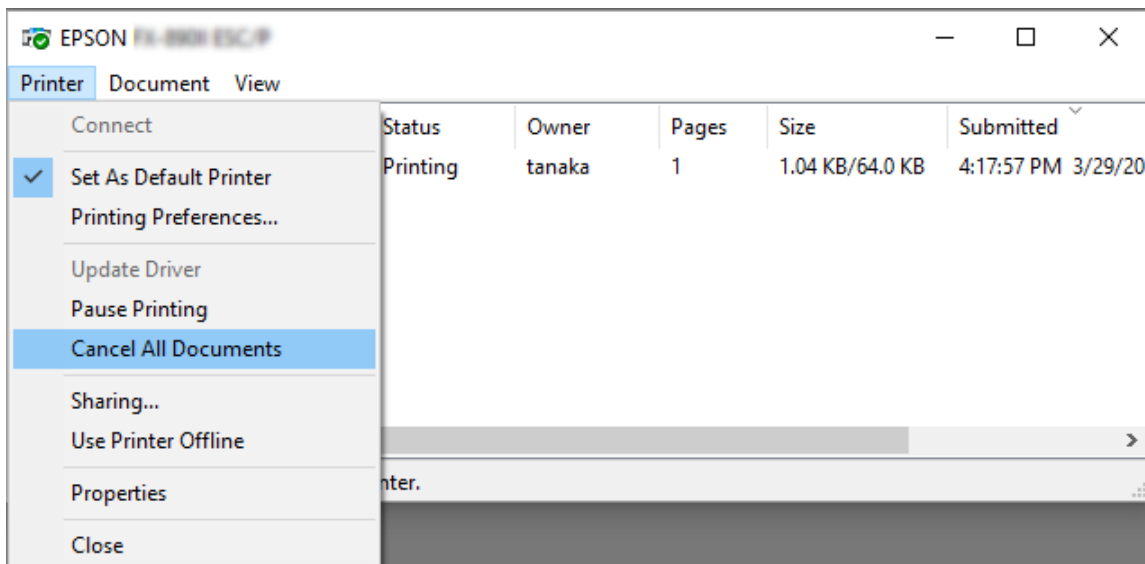 EPSON
Printer Document View
Connect
Set As Default Printer
Printing Preferences...
Update Driver
Pause Printing
Cancel All Documents
Sharing...
Use Printer Offline
Properties
Close
Status Owner Pages Size Submitted
Printing tanaka 1 1.04 KB/64.0 KB 4:17:57 PM 3/29/20
nter.